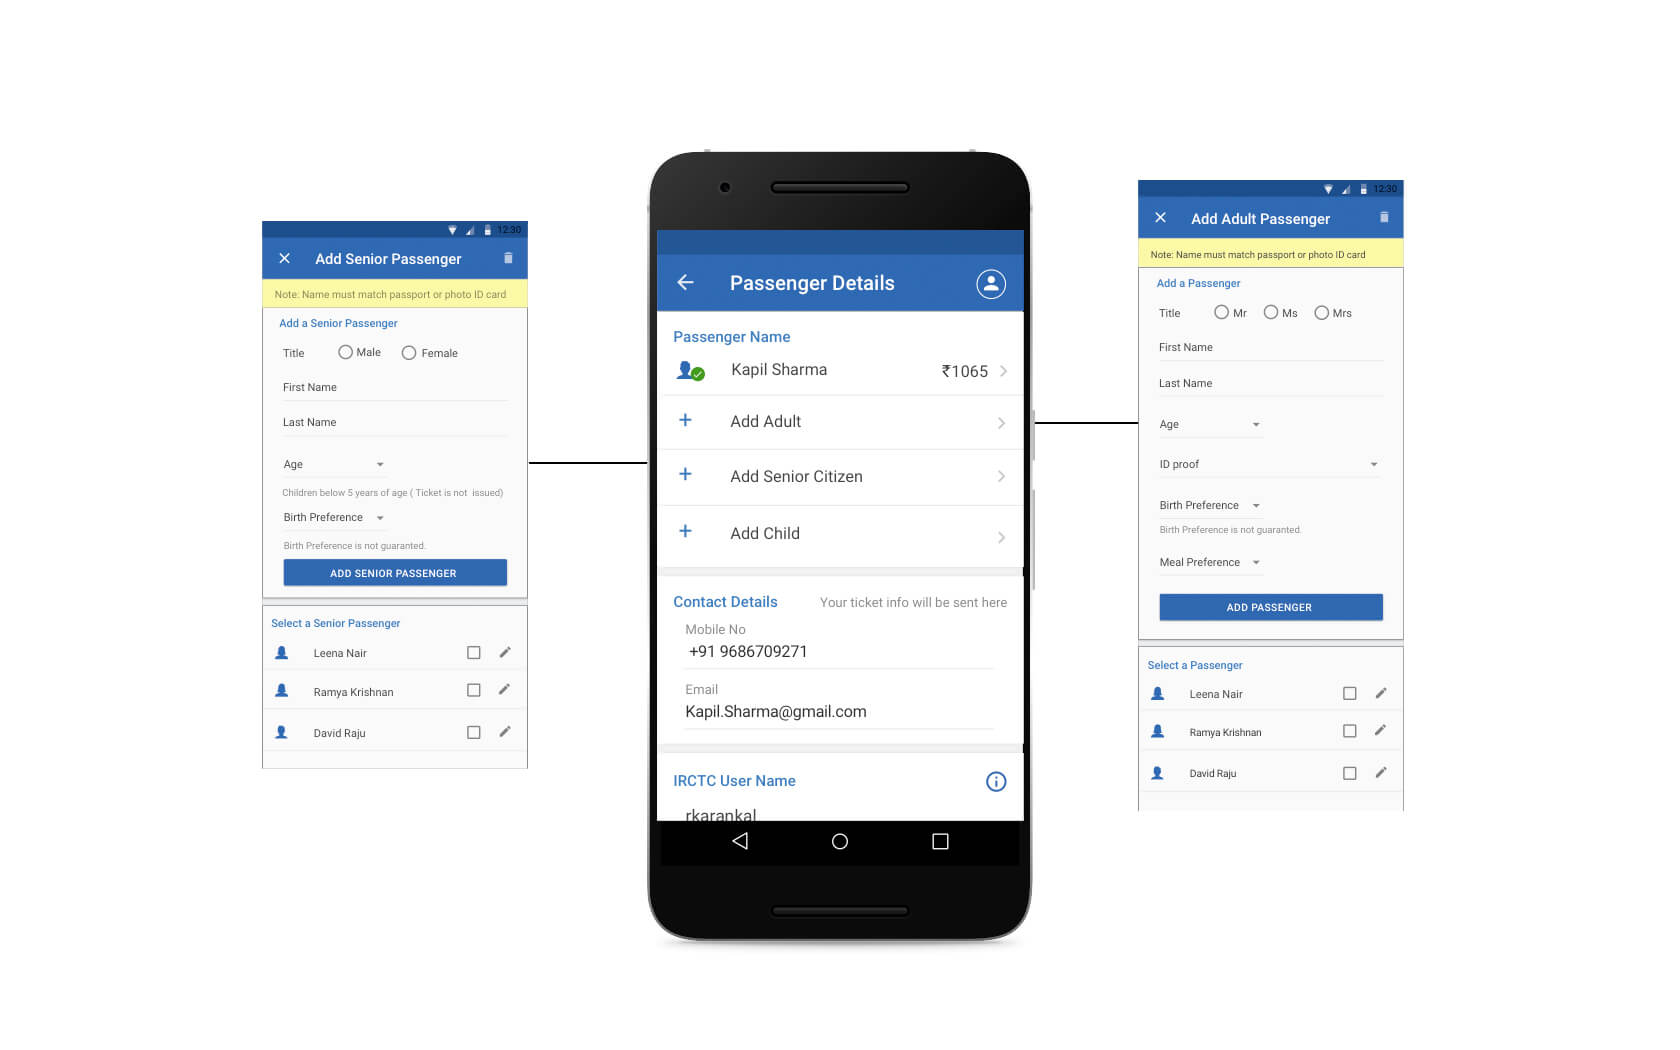 12:30
Add Senior Passenger
Note: Name must match passport or photo ID card
Add a Senior Passenger
Title Male Female
First Name
Last Name
Age
Children below 5 years of age ( Ticket is not issued)
Birth Preference
Birth Preference is not guaranted.
ADD SENIOR PASSENGER
Select a Senior Passenger
Leena Nair
Ramya Krishnan
David Raju
Passenger Details
Passenger Name
Kapil Sharma ₹1065
Add Adult
Add Senior Citizen
Add Child
Contact Details Your ticket info will be sent here
Mobile No
+91 9686709271
Email
Kapil.Sharma@gmail.com
IRCTC User Name
rkarankal
12:30
Add Adult Passenger
Note: Name must match passport or photo ID card
Add a Passenger
Title Mr Ms Mrs
First Name
Last Name
Age
ID proof
Birth Preference
Birth Preference is not guaranted.
Meal Preference
ADD PASSENGER
Select a Passenger
Leena Nair
Ramya Krishnan
David Raju